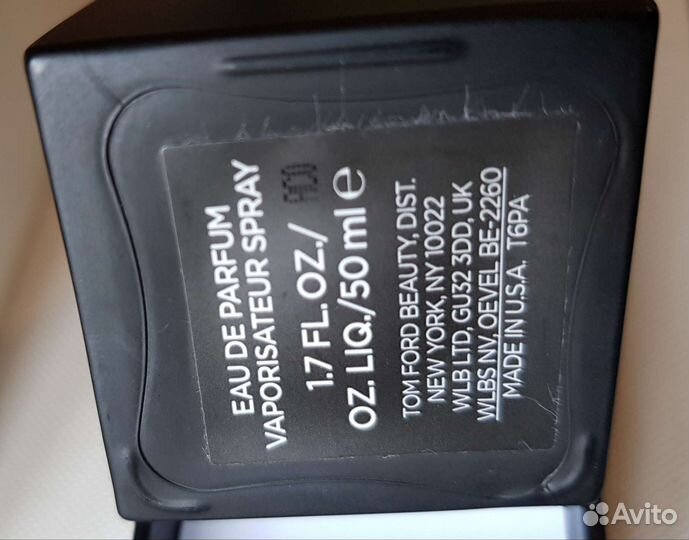 EAU DE PARFUM
VAPORISATEUR SPRAY
1.7 FL. OZ./
OZ. LIQ./50 ml ℮
TOM FORD BEAUTY, DIST.
NEW YORK, NY 10022
WLB LTD, GU32 3DD, UK
WLBS NV, OEVEL BE-2260
MADE IN U.S.A. T6PA
Avito